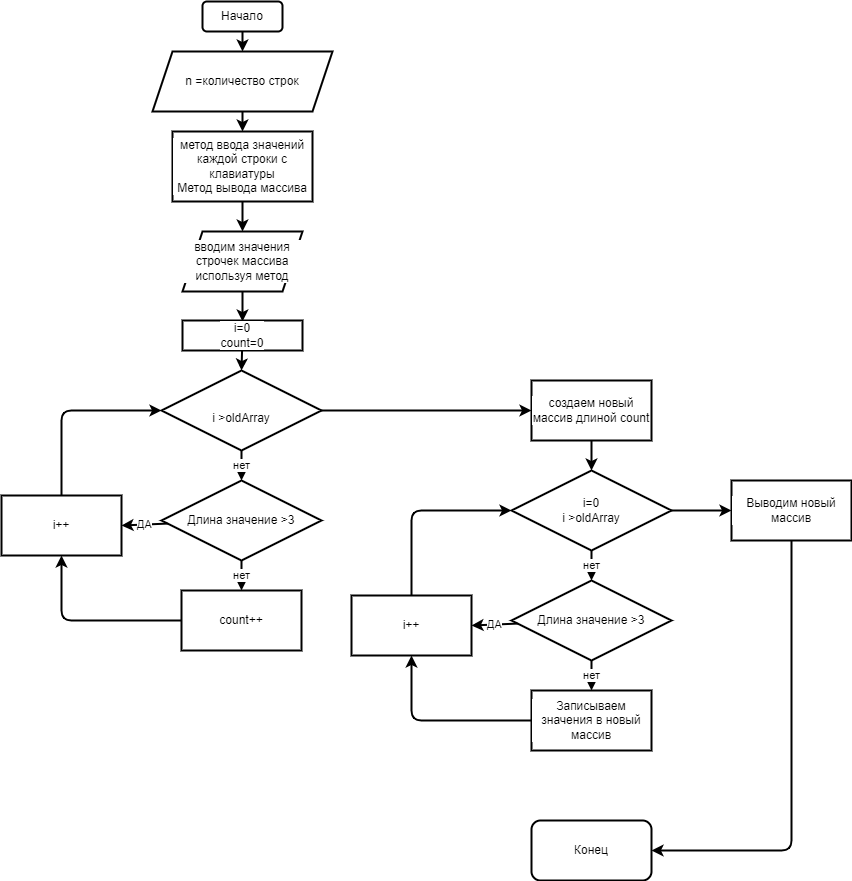 Начало
n =количество строк
метод ввода значений
каждой строки с
клавиатуры
Метод вывода массива
вводим значения
строчек массива
используя метод
i=0
count=0
i >oldArray
нет
Длина значение >3
ДА
i++
нет
count++
создаем новый
массив длиной count
i=0
i >oldArray
Выводим новый
массив
нет
Длина значение >3
ДА
i++
нет
Записываем
значения в новый
массив
Конец